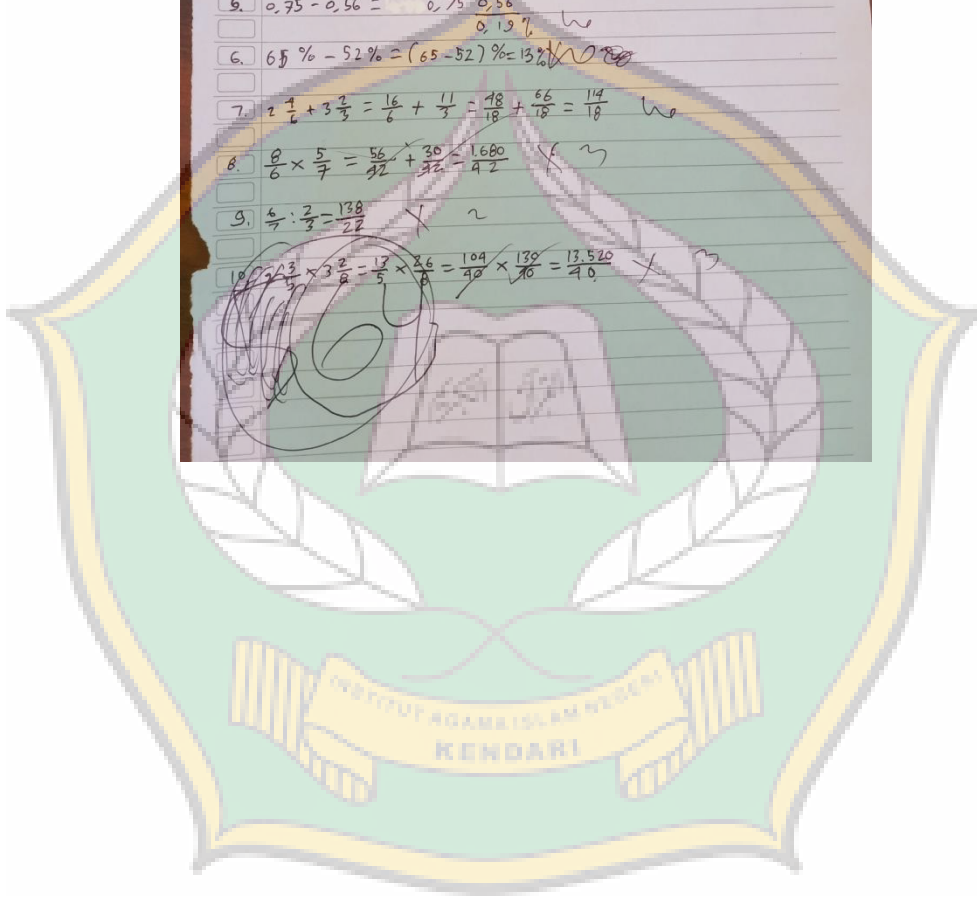 5. 0,75 - 0,56 = 0,75 0,56
0,19%
6. 65 % - 52% = (65-52) % = 13%
7. 2 4/6 + 3 2/3 = 16/6 + 11/3 = 48/18 + 66/18 = 114/18
8. 8/6 × 5/7 = 56/42 + 30/42 = 1.680/42
9. 6/7 : 2/3 = 138/22
10. 3/5 × 3 2/8 = 13/5 × 26/8 = 104/40 × 130/40 = 13.520/40
INSTITUT AGAMA ISLAM NEGERI
KENDARI